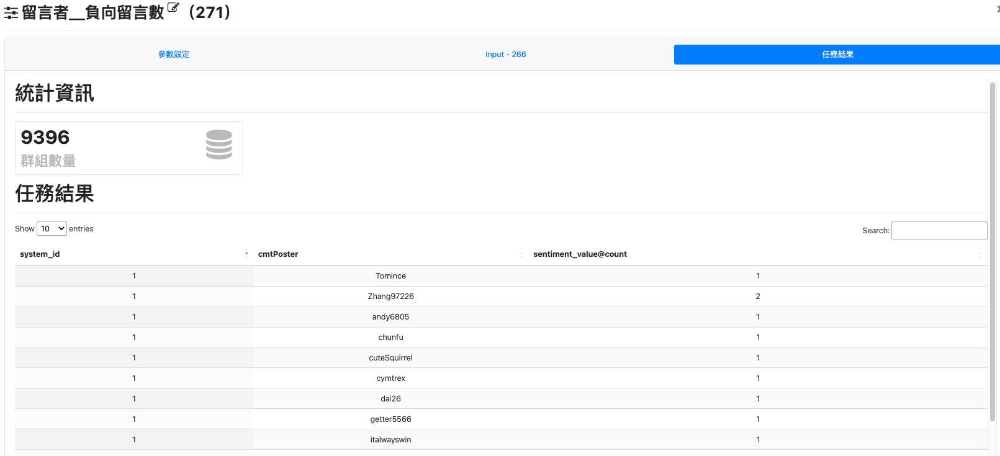 留言者__負向留言數 (271)
參數設定 Input - 266 任務結果
統計資訊
9396
群組數量
任務結果
Show 10 entries Search:
system_id cmtPoster sentiment_value@count
1 Tomince 1
1 Zhang97226 2
1 andy6805 1
1 chunfu 1
1 cuteSquirrel 1
1 cymtrex 1
1 dai26 1
1 getter5566 1
1 italwayswin 1